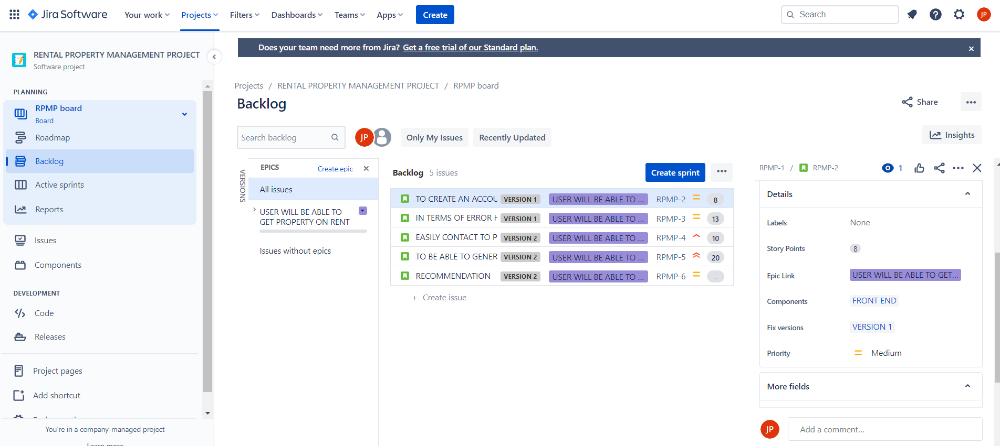 Jira Software Your work Projects Filters Dashboards Teams Apps Create Search JP
RENTAL PROPERTY MANAGEMENT PROJECT
Software project
PLANNING
RPMP board
Board
Roadmap
Backlog
Active sprints
Reports
Issues
Components
DEVELOPMENT
Code
Releases
Project pages
Add shortcut
You're in a company-managed project
Learn more
Does your team need more from Jira? Get a free trial of our Standard plan.
Projects / RENTAL PROPERTY MANAGEMENT PROJECT / RPMP board
Backlog
Share
Search backlog JP Only My Issues Recently Updated
Insights
VERSIONS
EPICS Create epic
All issues
USER WILL BE ABLE TO
GET PROPERTY ON RENT
Issues without epics
Backlog 5 issues Create sprint
TO CREATE AN ACCOU VERSION 1 USER WILL BE ABLE TO ... RPMP-2 8
IN TERMS OF ERROR H VERSION 1 USER WILL BE ABLE TO ... RPMP-3 13
EASILY CONTACT TO P VERSION 2 USER WILL BE ABLE TO ... RPMP-4 10
TO BE ABLE TO GENER VERSION 2 USER WILL BE ABLE TO ... RPMP-5 20
RECOMMENDATION VERSION 2 USER WILL BE ABLE TO ... RPMP-6 -
+ Create issue
RPMP-1 / RPMP-2 1
Details
Labels None
Story Points 8
Epic Link USER WILL BE ABLE TO GET...
Components FRONT END
Fix versions VERSION 1
Priority Medium
More fields
JP Add a comment...